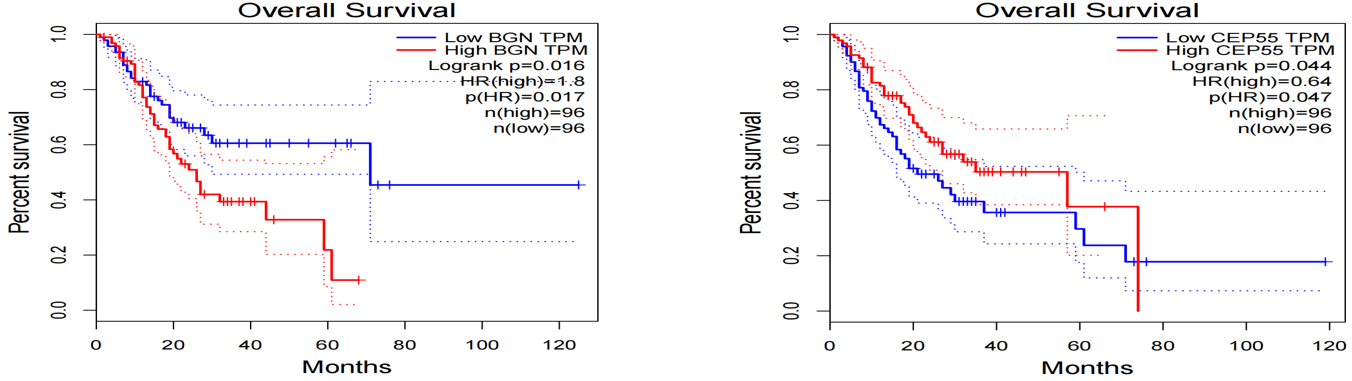 Overall Survival
Low BGN TPM
High BGN TPM
Logrank p=0.016
HR(high)=1.8
p(HR)=0.017
n(high)=96
n(low)=96
Percent survival
1.0
0.8
0.6
0.4
0.2
0.0
0 20 40 60 80 100 120
Months
Overall Survival
Low CEP55 TPM
High CEP55 TPM
Logrank p=0.044
HR(high)=0.64
p(HR)=0.047
n(high)=96
n(low)=96
Percent survival
1.0
0.8
0.6
0.4
0.2
0.0
0 20 40 60 80 100 120
Months